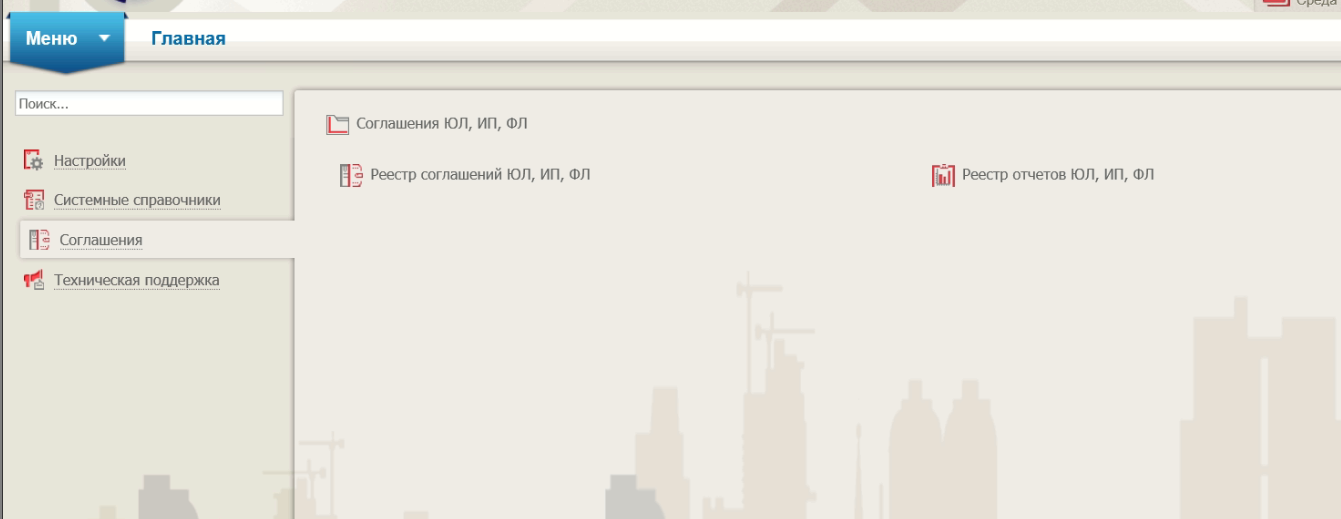 Среда
Меню
Главная
Поиск...
Соглашения ЮЛ, ИП, ФЛ
Настройки
Реестр соглашений ЮЛ, ИП, ФЛ
Реестр отчетов ЮЛ, ИП, ФЛ
Системные справочники
Соглашения
Техническая поддержка